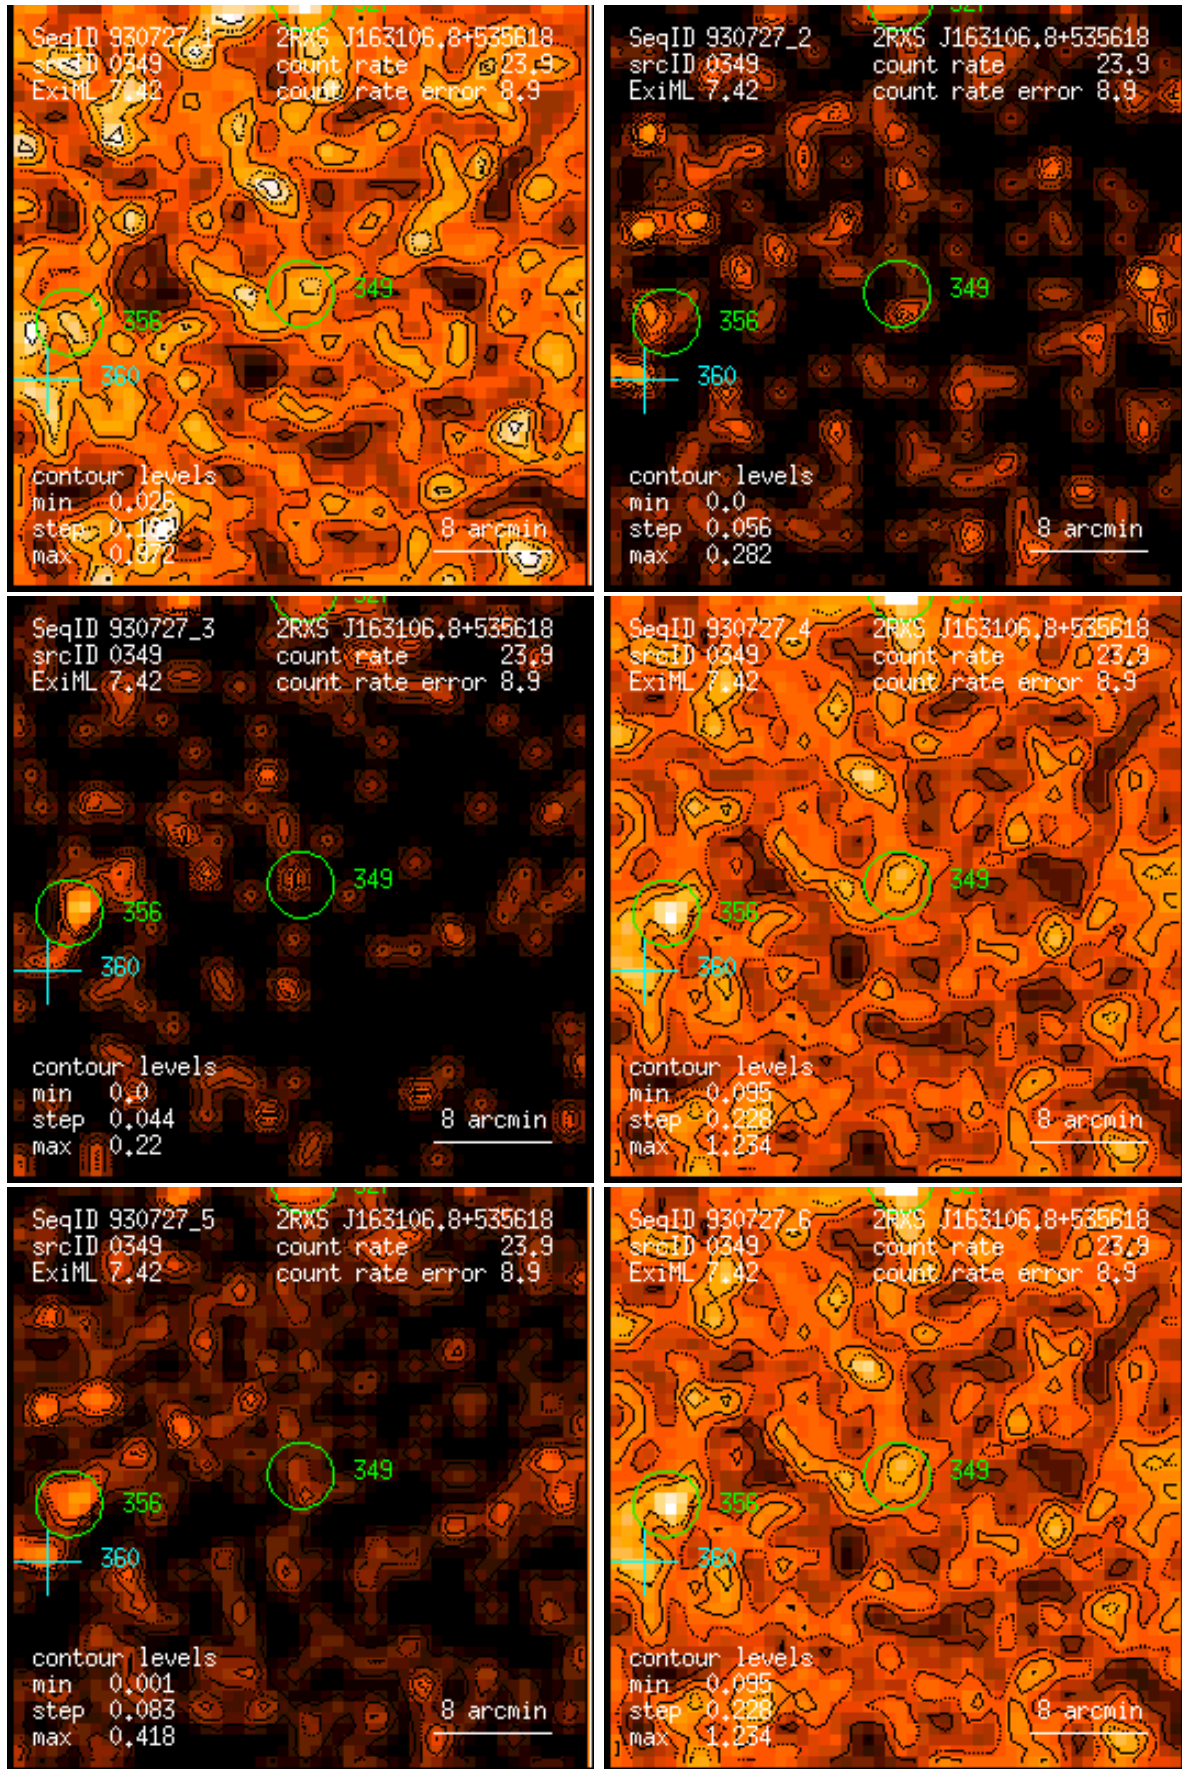 SeqID 930727_1 2RXS J163106.8+535618
srcID 0349 count rate 23.9
ExiML 7.42 count rate error 8.9
349
356
360
contour levels
min 0.026
step
max 0.972
8 arcmin
SeqID 930727_2 2RXS J163106.8+535618
srcID 0349 count rate 23.9
ExiML 7.42 count rate error 8.9
349
356
360
contour levels
min 0.0
step 0.056
max 0.282
8 arcmin
SeqID 930727_3 2RXS J163106.8+535618
srcID 0349 count rate 23.9
ExiML 7.42 count rate error 8.9
349
356
360
contour levels
min 0.0
step 0.044
max 0.22
8 arcmin
SeqID 930727_4 2RXS J163106.8+535618
srcID 0349 count rate 23.9
ExiML 7.42 count rate error 8.9
349
356
360
contour levels
min 0.095
step 0.228
max 1.234
8 arcmin
SeqID 930727_5 2RXS J163106.8+535618
srcID 0349 count rate 23.9
ExiML 7.42 count rate error 8.9
349
356
360
contour levels
min 0.001
step 0.083
max 0.418
8 arcmin
SeqID 930727_6 2RXS J163106.8+535618
srcID 0349 count rate 23.9
ExiML 7.42 count rate error 8.9
349
356
360
contour levels
min 0.095
step 0.228
max 1.234
8 arcmin